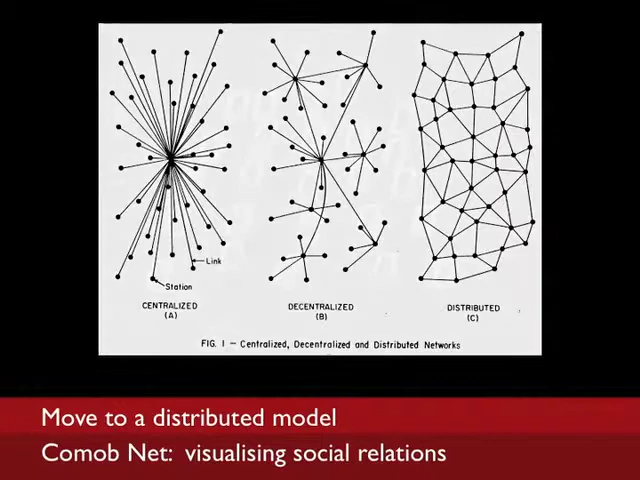 Link
Station
CENTRALIZED
(A)
DECENTRALIZED
(B)
DISTRIBUTED
(C)
FIG. 1 — Centralized, Decentralized and Distributed Networks
Move to a distributed model
Comob Net: visualising social relations